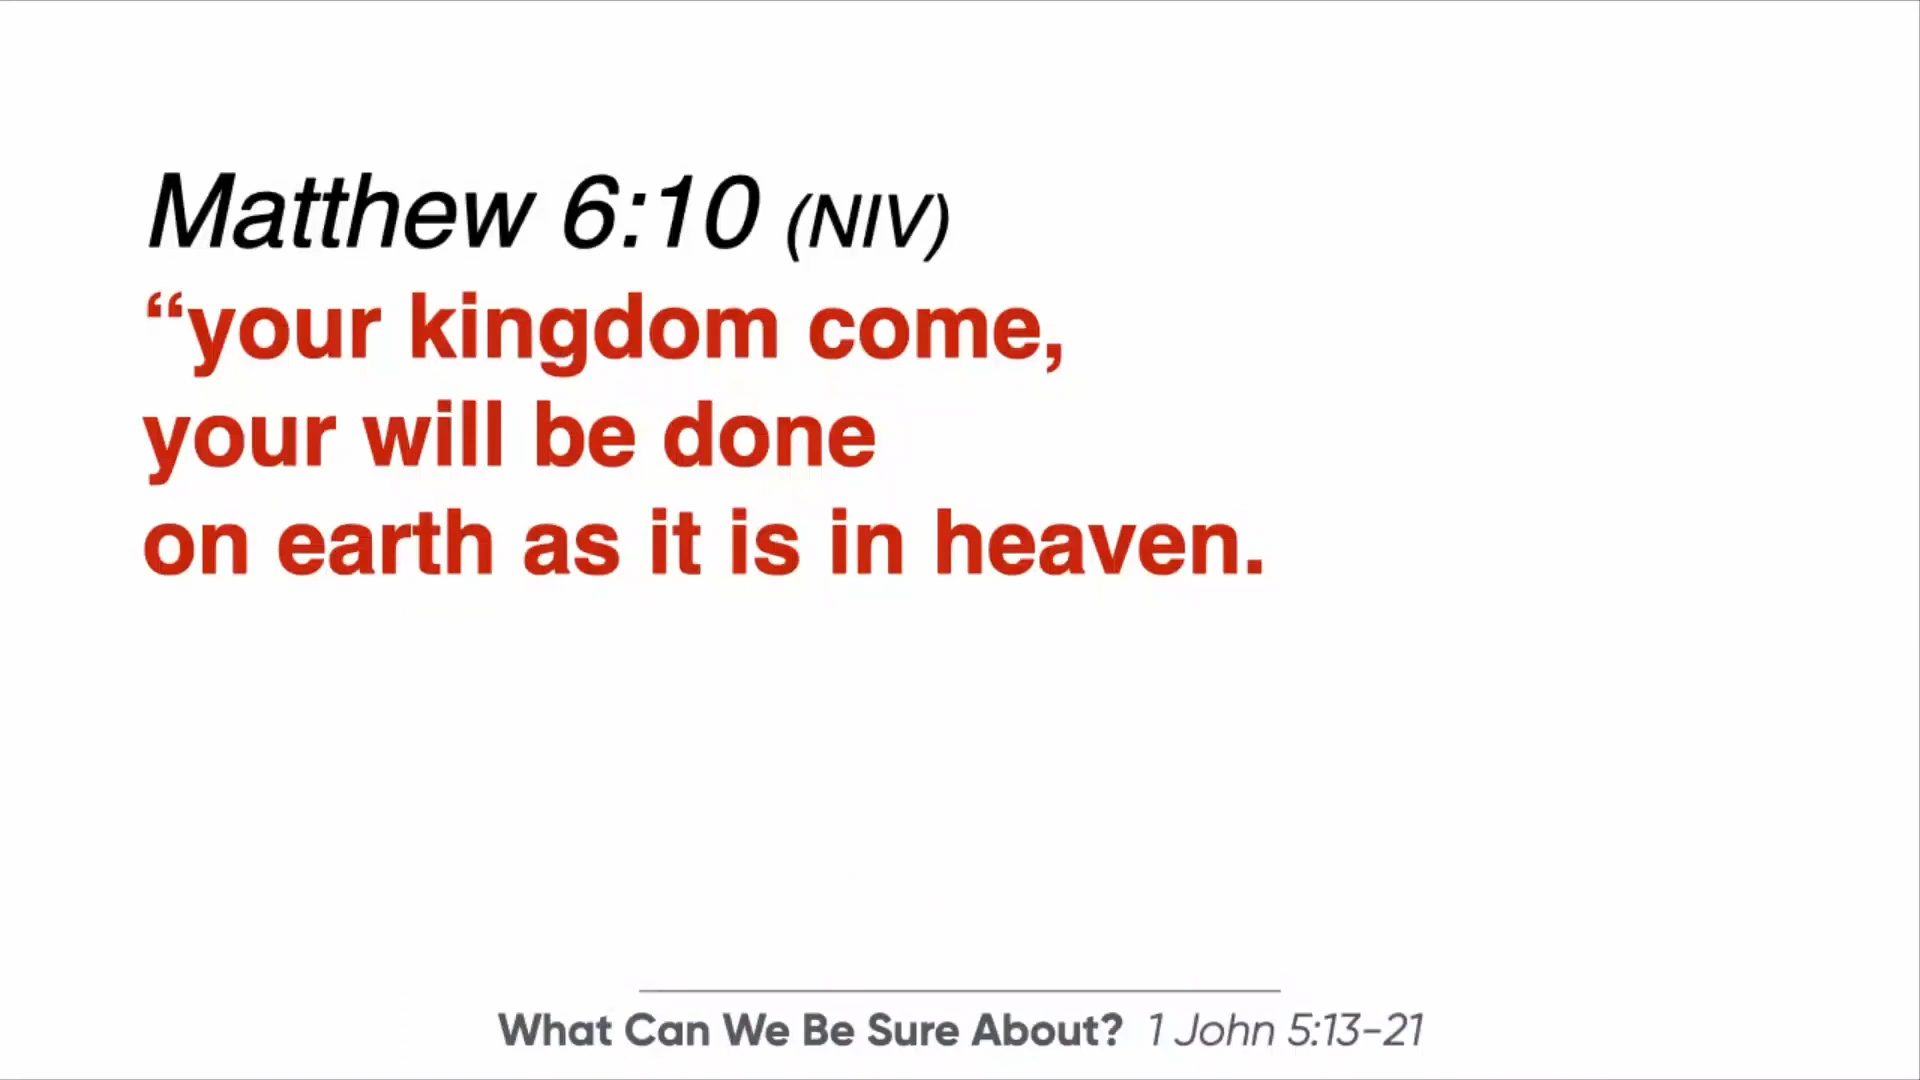 Matthew 6:10 (NIV)
“your kingdom come,
your will be done
on earth as it is in heaven.
What Can We Be Sure About? 1 John 5:13–21